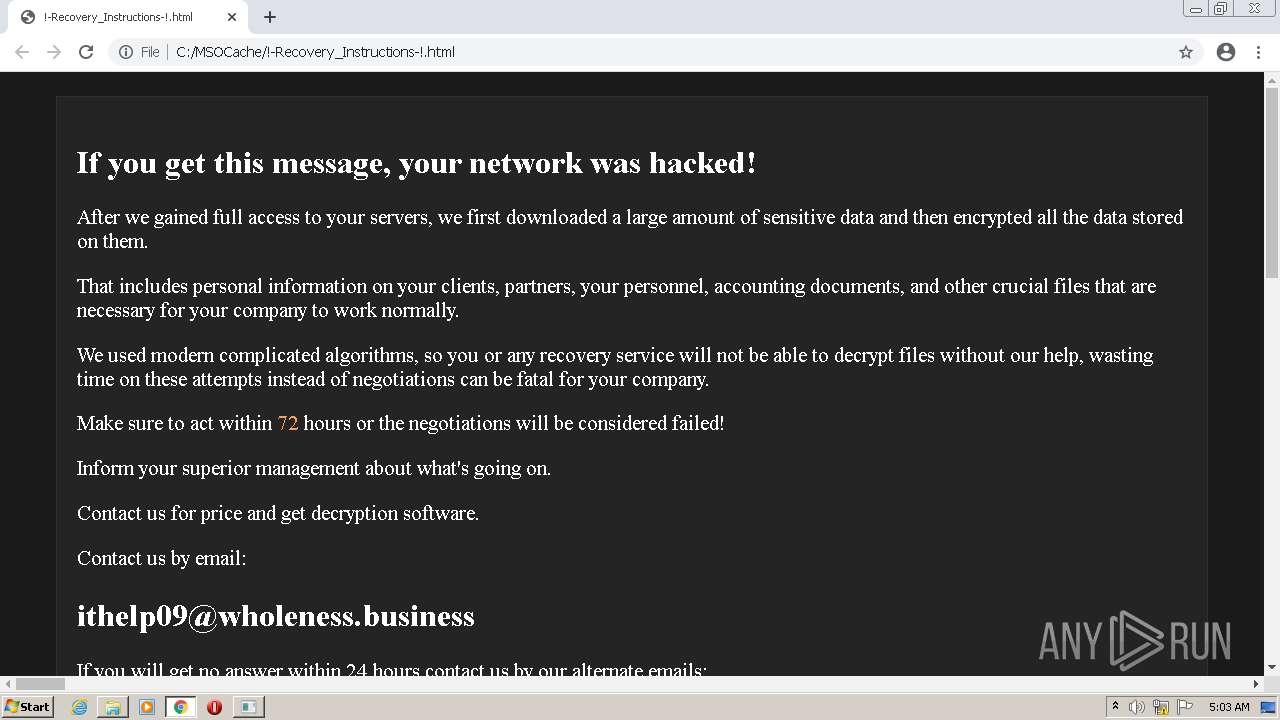 !-Recovery_Instructions-!.html
File
C:/MSOCache/!-Recovery_Instructions-!.html
If you get this message, your network was hacked!
After we gained full access to your servers, we first downloaded a large amount of sensitive data and then encrypted all the data stored
on them.
That includes personal information on your clients, partners, your personnel, accounting documents, and other crucial files that are
necessary for your company to work normally.
We used modern complicated algorithms, so you or any recovery service will not be able to decrypt files without our help, wasting
time on these attempts instead of negotiations can be fatal for your company.
Make sure to act within 72 hours or the negotiations will be considered failed!
Inform your superior management about what's going on.
Contact us for price and get decryption software.
Contact us by email:
ithelp09@wholeness.business
If you will get no answer within 24 hours contact us by our alternate emails:
ANY RUN
Start
5:03 AM